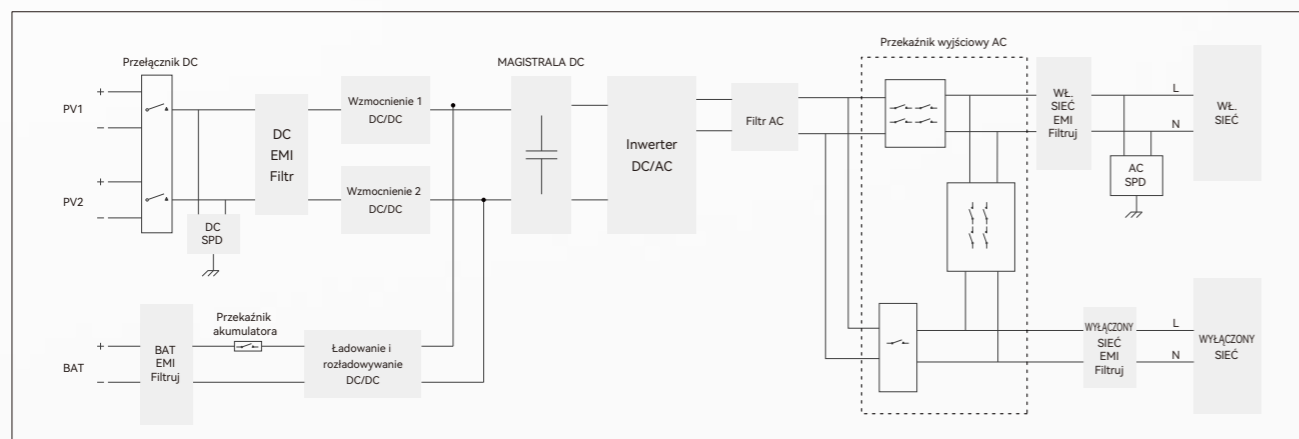 Przełącznik DC
PV1
+
−
PV2
+
−
DC
SPD
DC
EMI
Filtr
Wzmocnienie 1
DC/DC
Wzmocnienie 2
DC/DC
MAGISTRALA DC
Inwerter
DC/AC
Filtr AC
Przekaźnik wyjściowy AC
WŁ.
SIEĆ
EMI
Filtruj
L
N
AC
SPD
WŁ.
SIEĆ
BAT
+
−
BAT
EMI
Filtruj
Przekaźnik
akumulatora
Ładowanie i
rozładowywanie
DC/DC
WYŁĄCZONY
SIEĆ
EMI
Filtruj
L
N
WYŁĄCZONY
SIEĆ